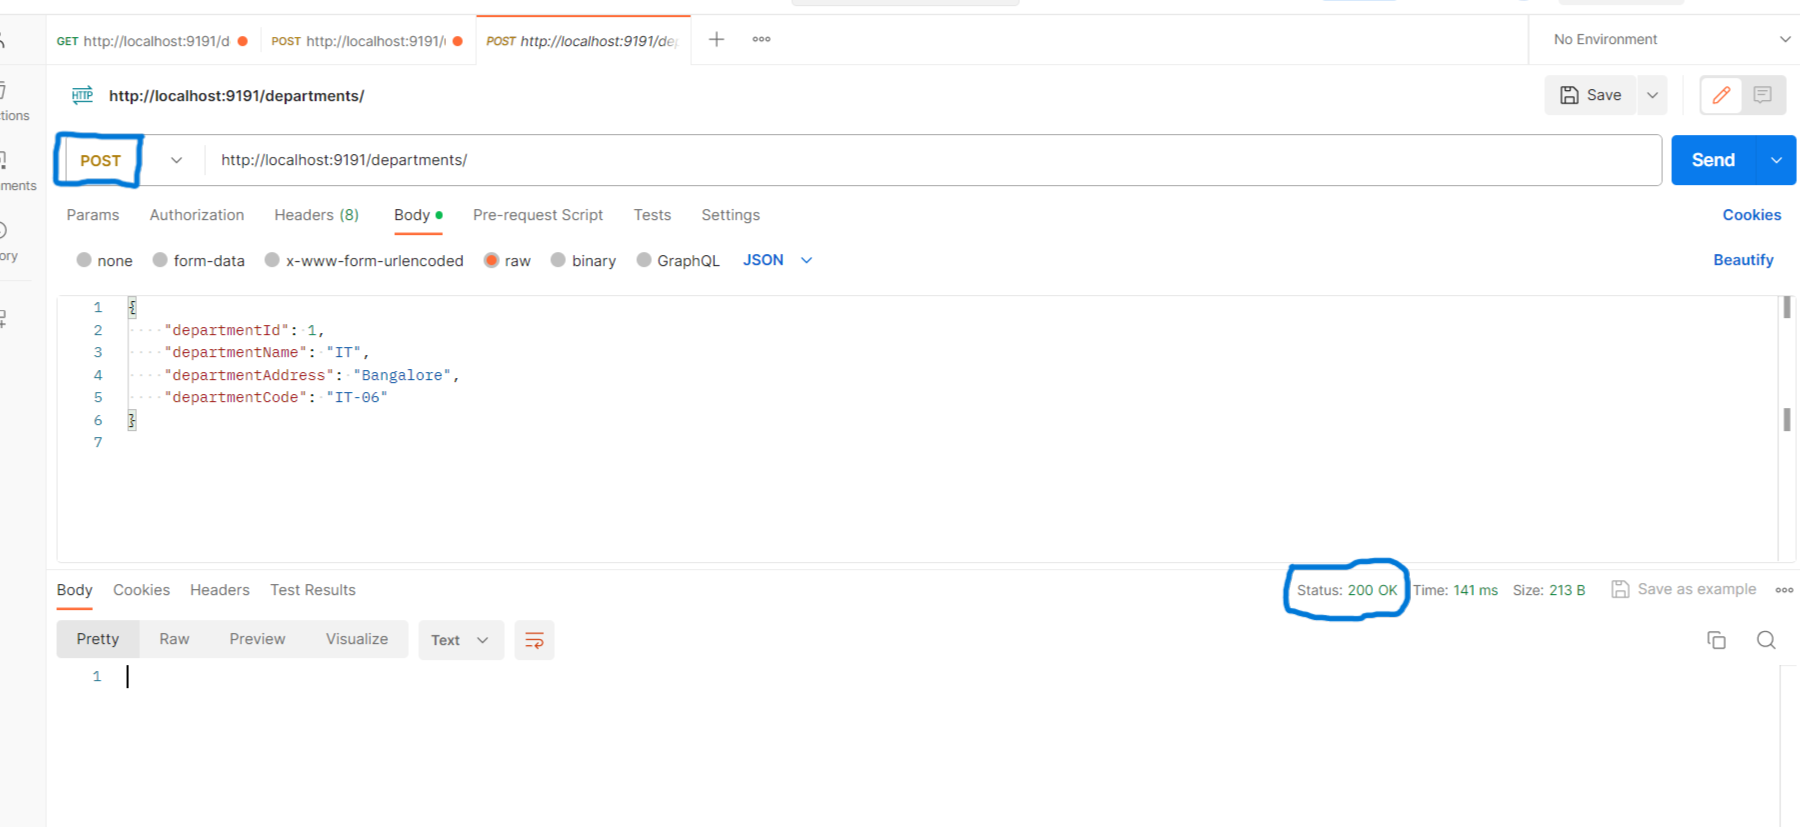 GET http://localhost:9191/d POST http://localhost:9191/ POST http://localhost:9191/de No Environment
HTTP http://localhost:9191/departments/ Save
tions
POST http://localhost:9191/departments/ Send
ments
Params Authorization Headers (8) Body Pre-request Script Tests Settings Cookies
ory
none form-data x-www-form-urlencoded raw binary GraphQL JSON Beautify
1 {
2 "departmentId": 1,
3 "departmentName": "IT",
4 "departmentAddress": "Bangalore",
5 "departmentCode": "IT-06"
6 }
7
Body Cookies Headers Test Results Status: 200 OK Time: 141 ms Size: 213 B Save as example
Pretty Raw Preview Visualize Text
1